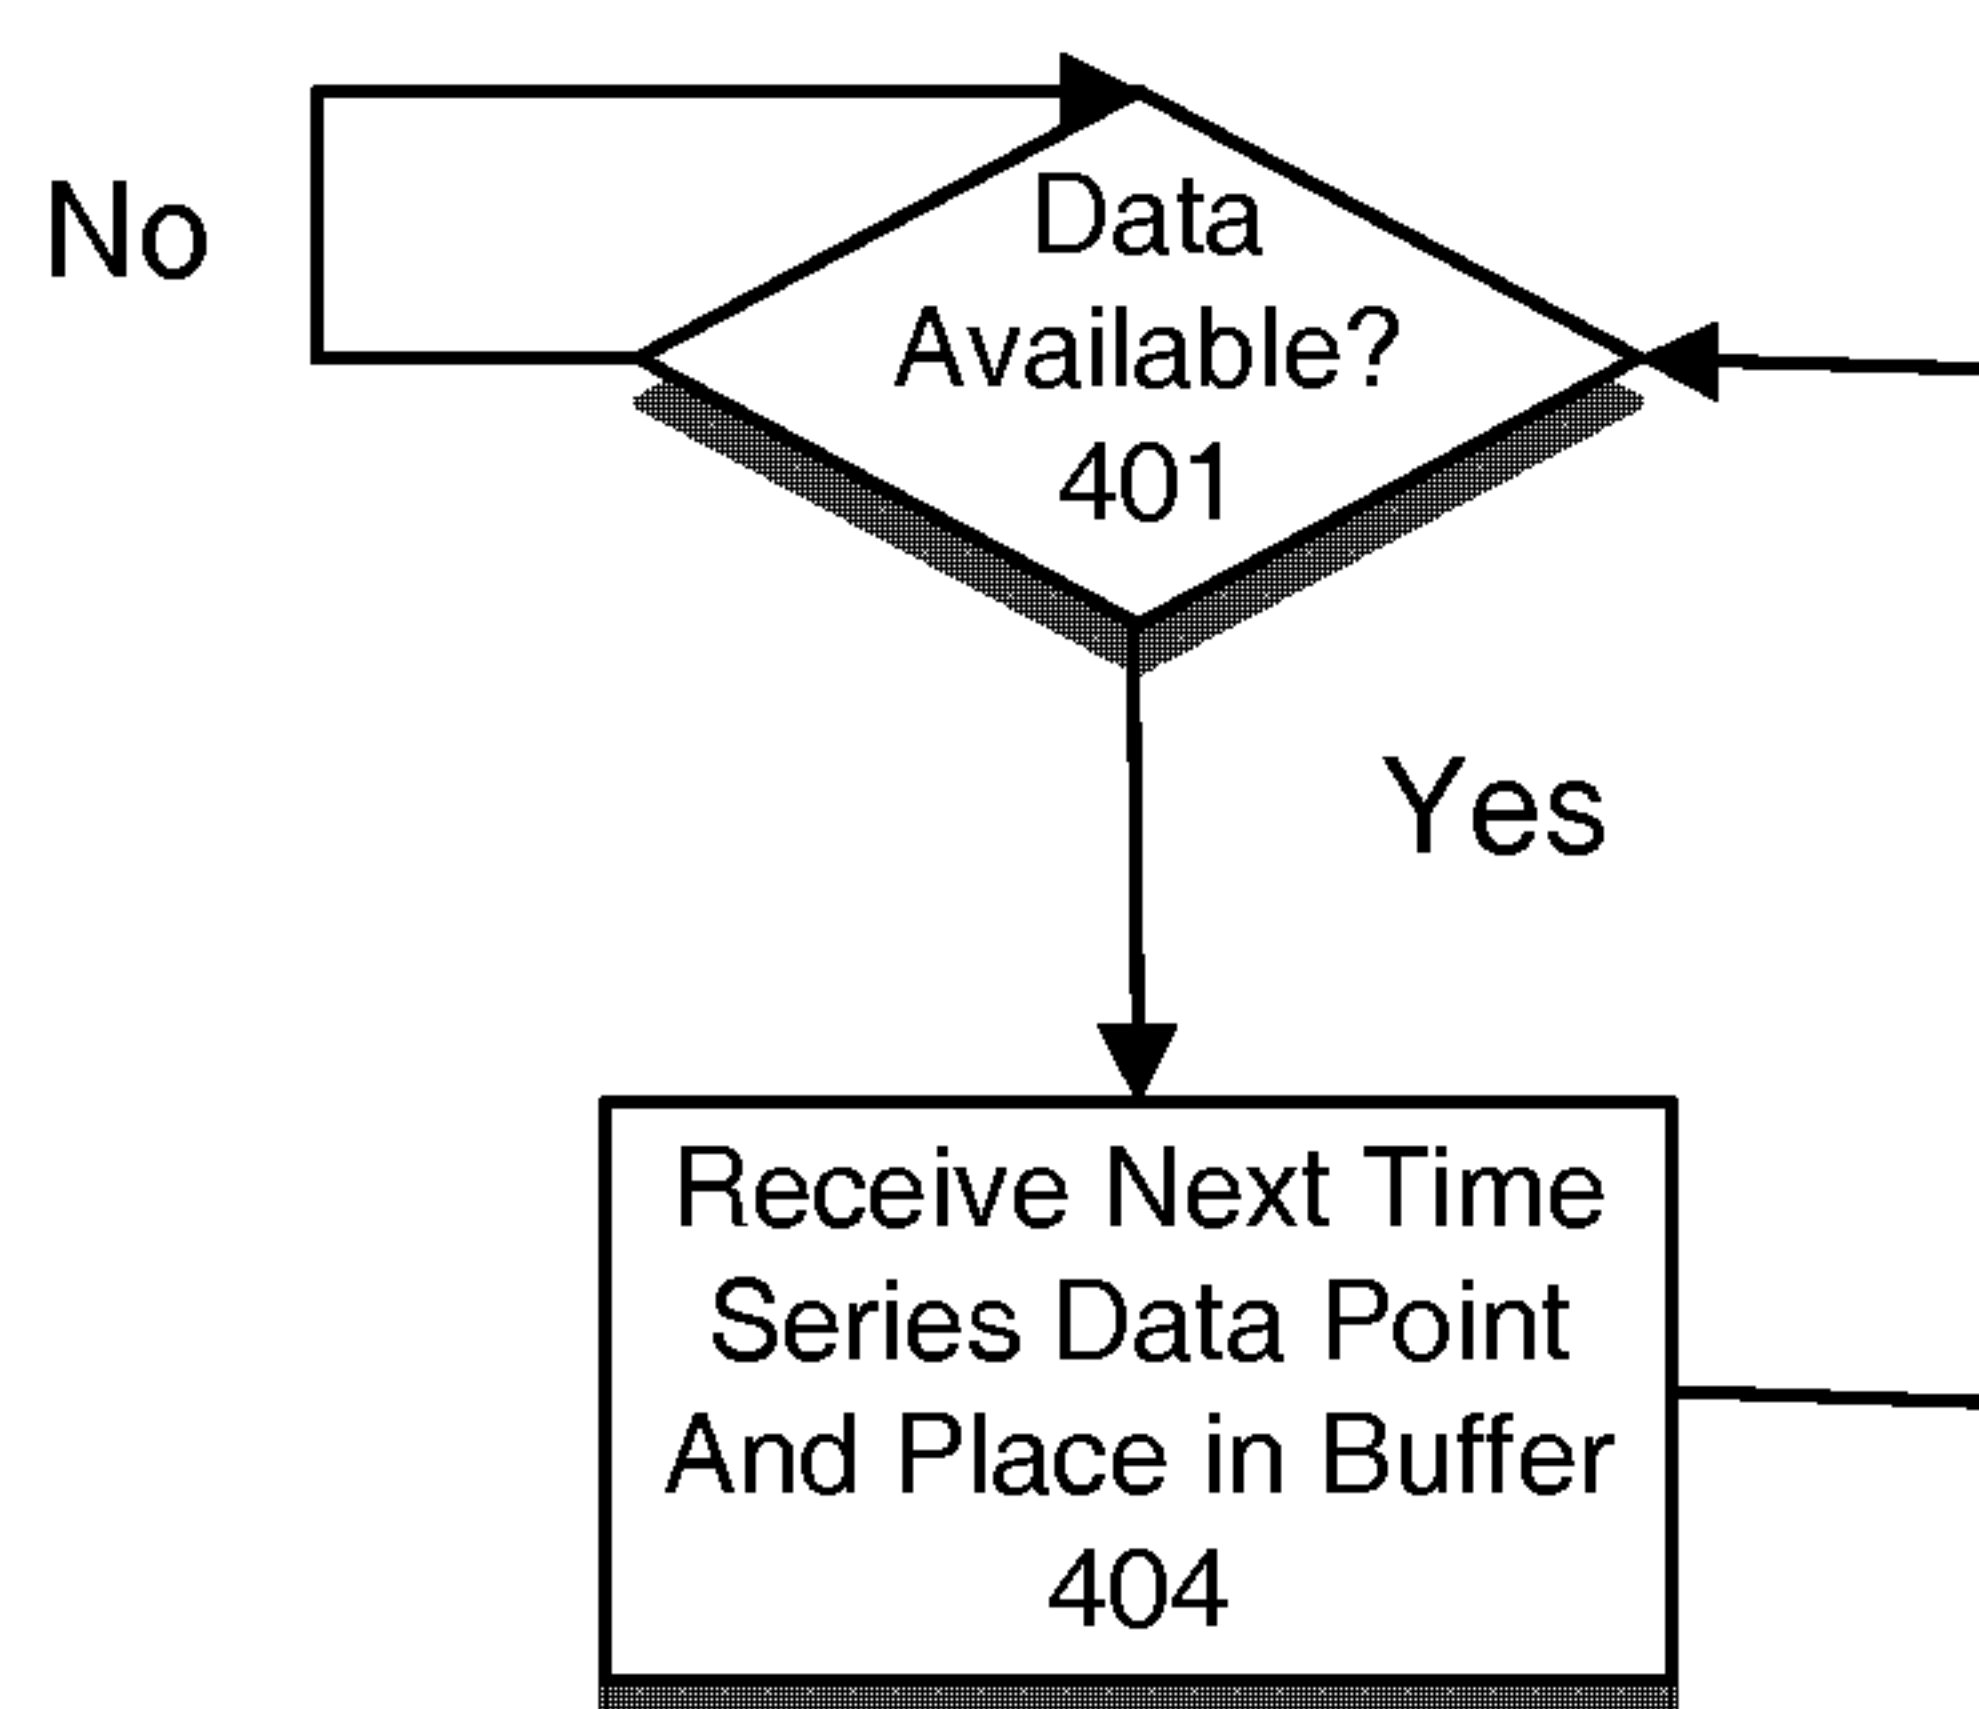 Data
No
Available?
401
Yes
Receive Next Time
Series Data Point
And Place in Buffer
404